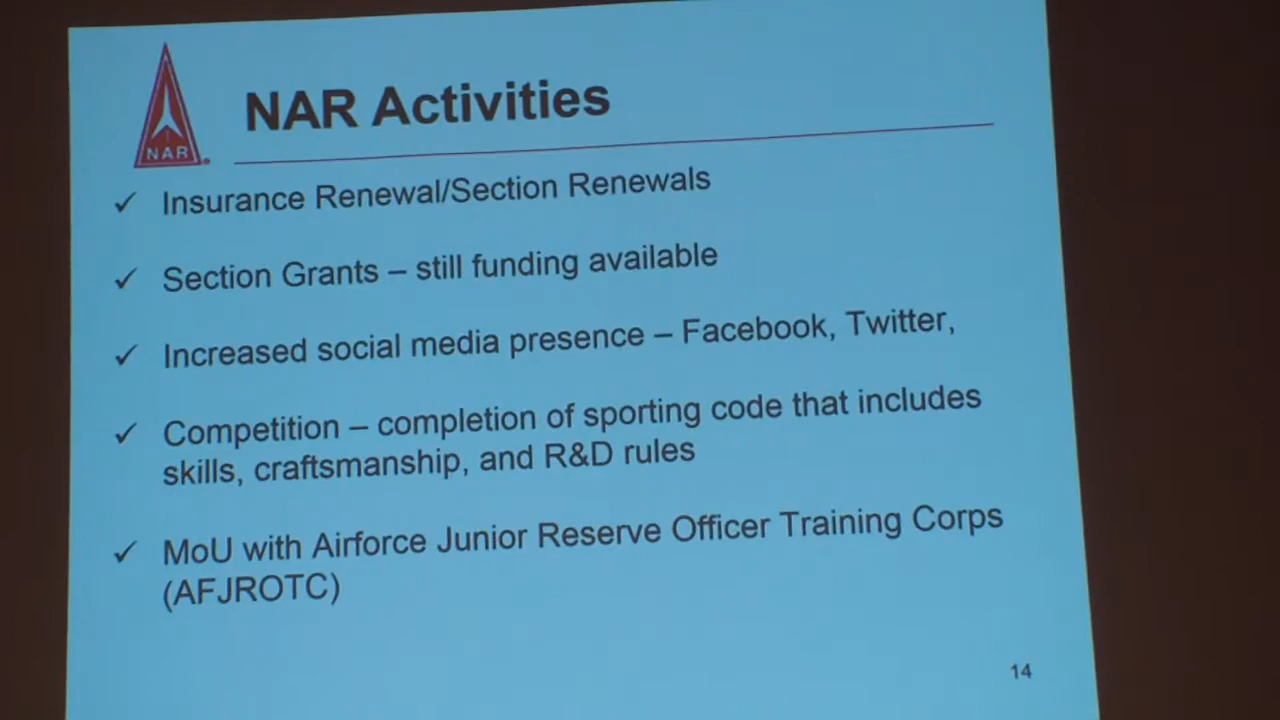 NAR
NAR Activities
✓ Insurance Renewal/Section Renewals
✓ Section Grants – still funding available
✓ Increased social media presence – Facebook, Twitter,
✓ Competition – completion of sporting code that includes
skills, craftsmanship, and R&D rules
✓ MoU with Airforce Junior Reserve Officer Training Corps
(AFJROTC)
14